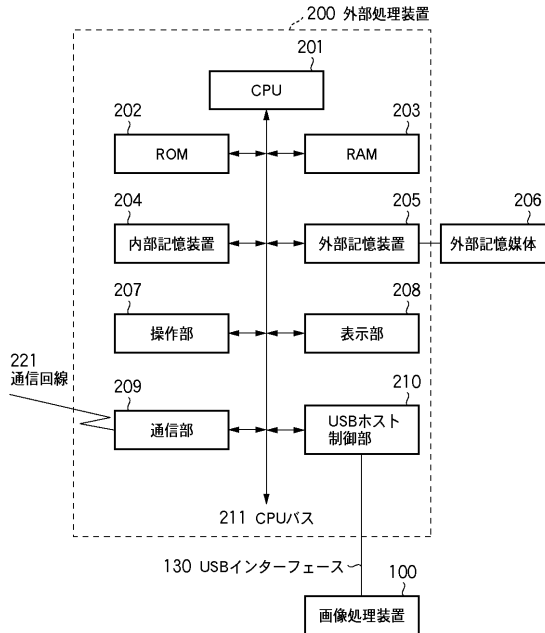 200 外部処理装置
201
CPU
202
ROM
203
RAM
204
内部記憶装置
205
外部記憶装置
206
外部記憶媒体
207
操作部
208
表示部
221
通信回線
209
通信部
210
USBホスト
制御部
211 CPUバス
130 USBインターフェース
100
画像処理装置